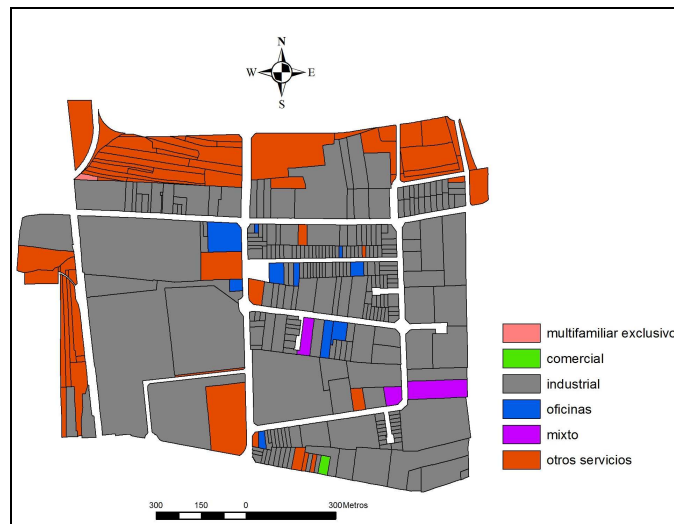 N
W E
S
multifamiliar exclusivo
comercial
industrial
oficinas
mixto
otros servicios
300 150 0 300Metros